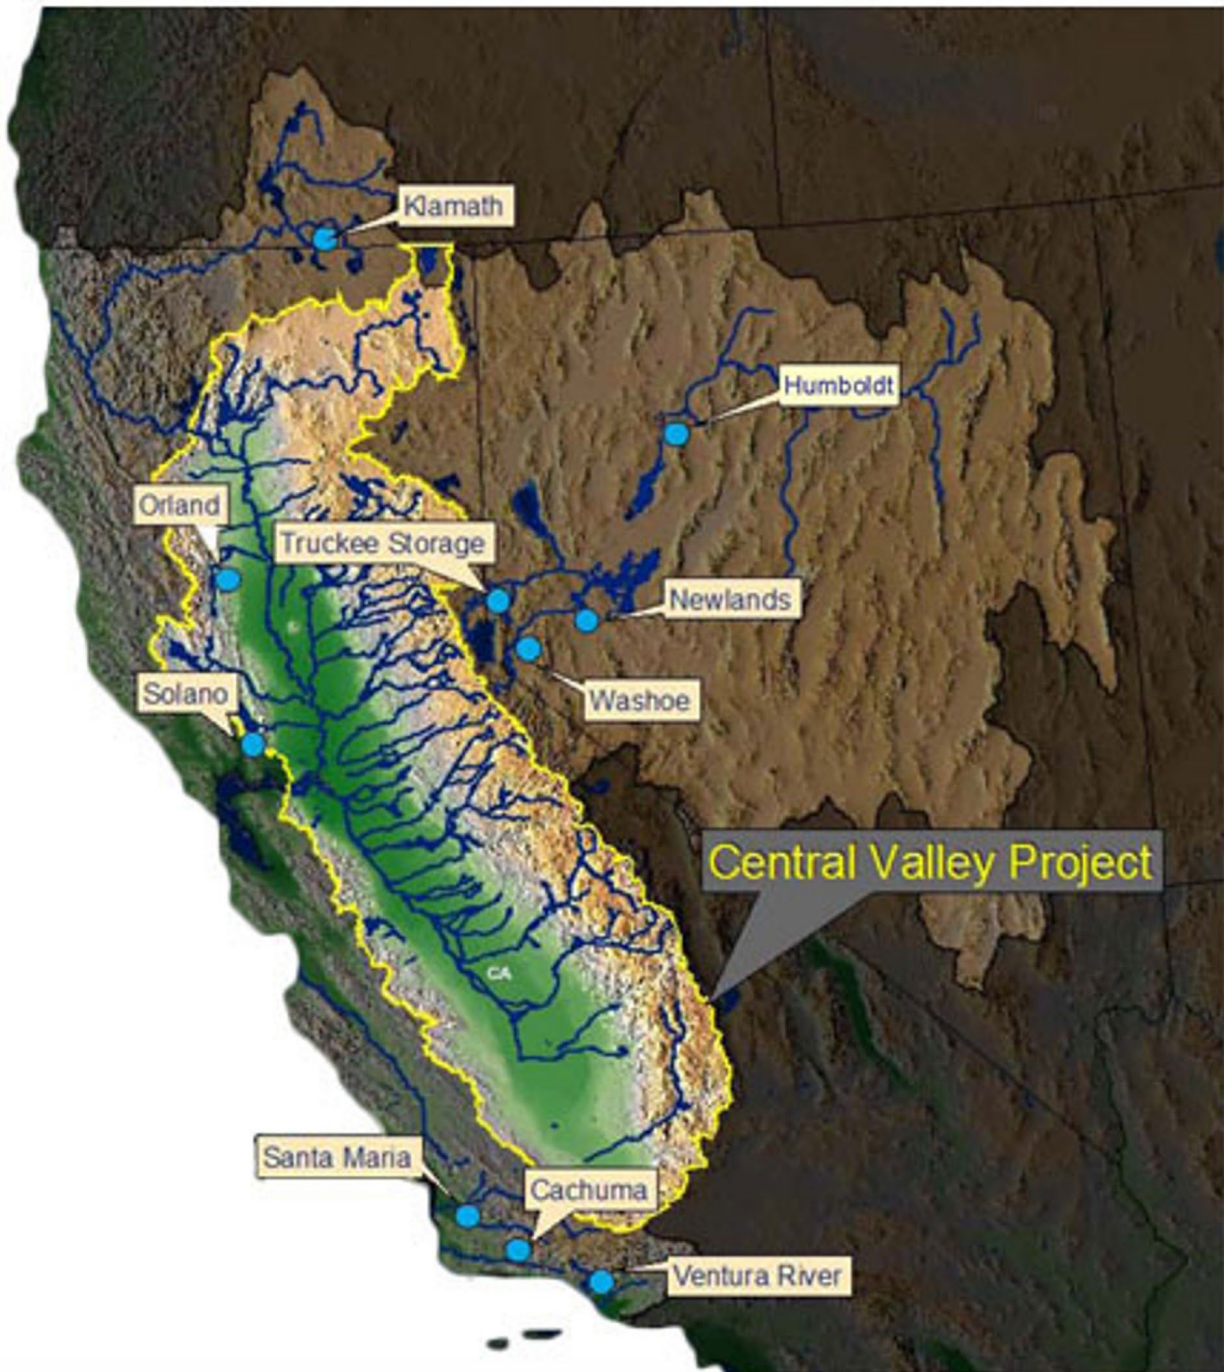 Klamath
Humboldt
Orland
Truckee Storage
Newlands
Solano
Washoe
Central Valley Project
CA
Santa Maria
Cachuma
Ventura River